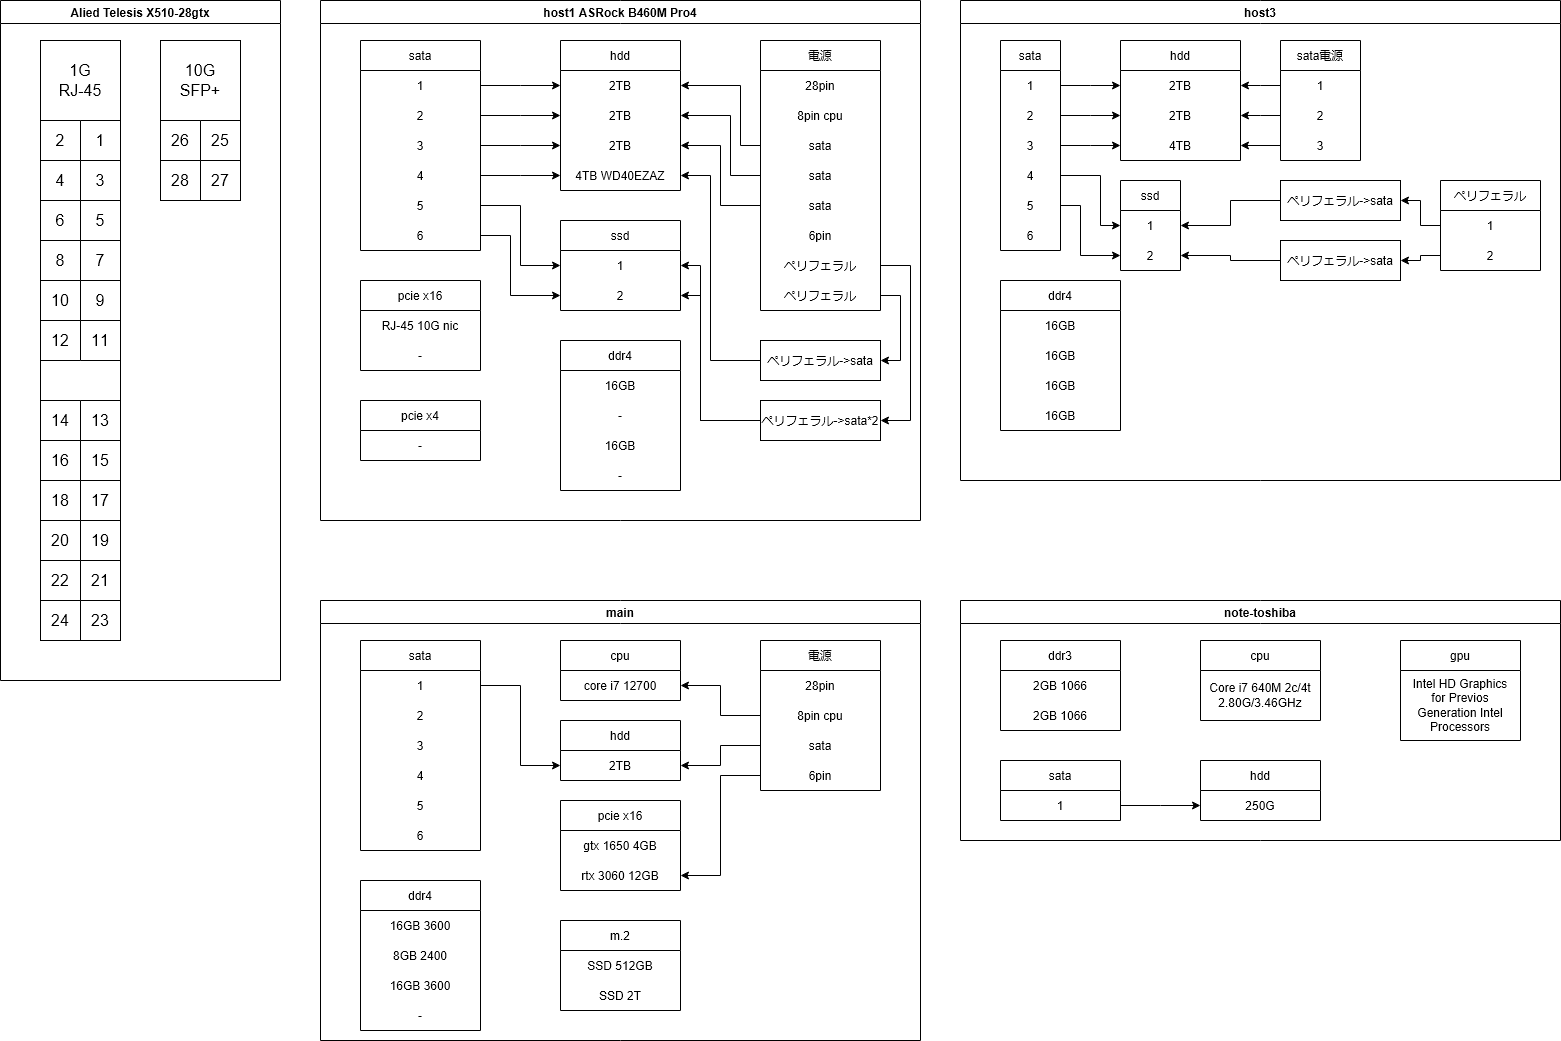 Alied Telesis X510-28gtx
1G
RJ-45
10G
SFP+
2 1
4 3
6 5
8 7
10 9
12 11
14 13
16 15
18 17
20 19
22 21
24 23
26 25
28 27
host1 ASRock B460M Pro4
sata
1
2
3
4
5
6
hdd
2TB
2TB
2TB
4TB WD40EZAZ
電源
28pin
8pin cpu
sata
sata
sata
6pin
ペリフェラル
ペリフェラル
ssd
1
2
pcie x16
RJ-45 10G nic
-
pcie x4
-
ddr4
16GB
-
16GB
-
ペリフェラル->sata
ペリフェラル->sata*2
host3
sata
1
2
3
4
5
6
hdd
2TB
2TB
4TB
sata電源
1
2
3
ssd
1
2
ペリフェラル->sata
ペリフェラル->sata
ペリフェラル
1
2
ddr4
16GB
16GB
16GB
16GB
main
sata
1
2
3
4
5
6
cpu
core i7 12700
hdd
2TB
電源
28pin
8pin cpu
sata
6pin
pcie x16
gtx 1650 4GB
rtx 3060 12GB
ddr4
16GB 3600
8GB 2400
16GB 3600
-
m.2
SSD 512GB
SSD 2T
note-toshiba
ddr3
2GB 1066
2GB 1066
cpu
Core i7 640M 2c/4t
2.80G/3.46GHz
gpu
Intel HD Graphics
for Previos
Generation Intel
Processors
sata
1
hdd
250G